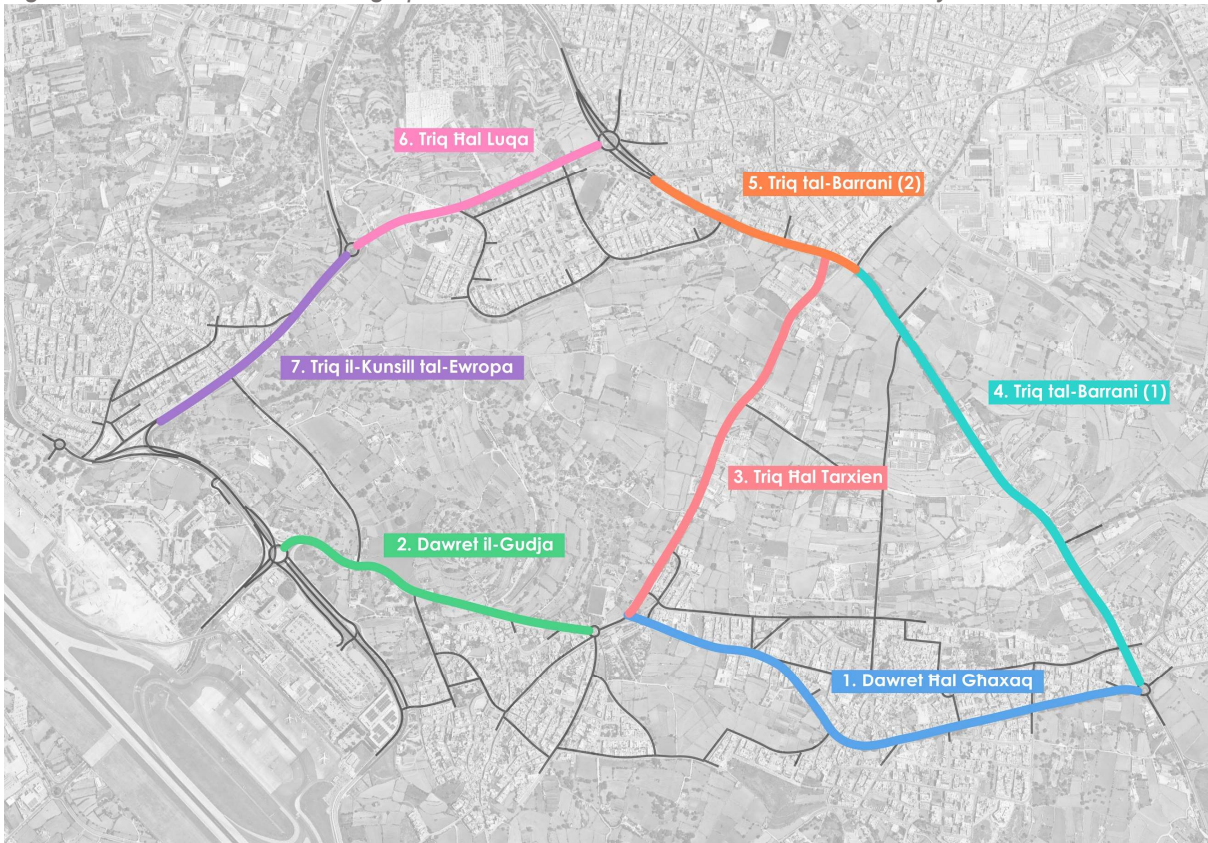 6. Triq Ħal Luqa
5. Triq tal-Barrani (2)
7. Triq il-Kunsill tal-Ewropa
4. Triq tal-Barrani (1)
3. Triq Ħal Tarxien
2. Dawret il-Gudja
1. Dawret Ħal Għaxaq